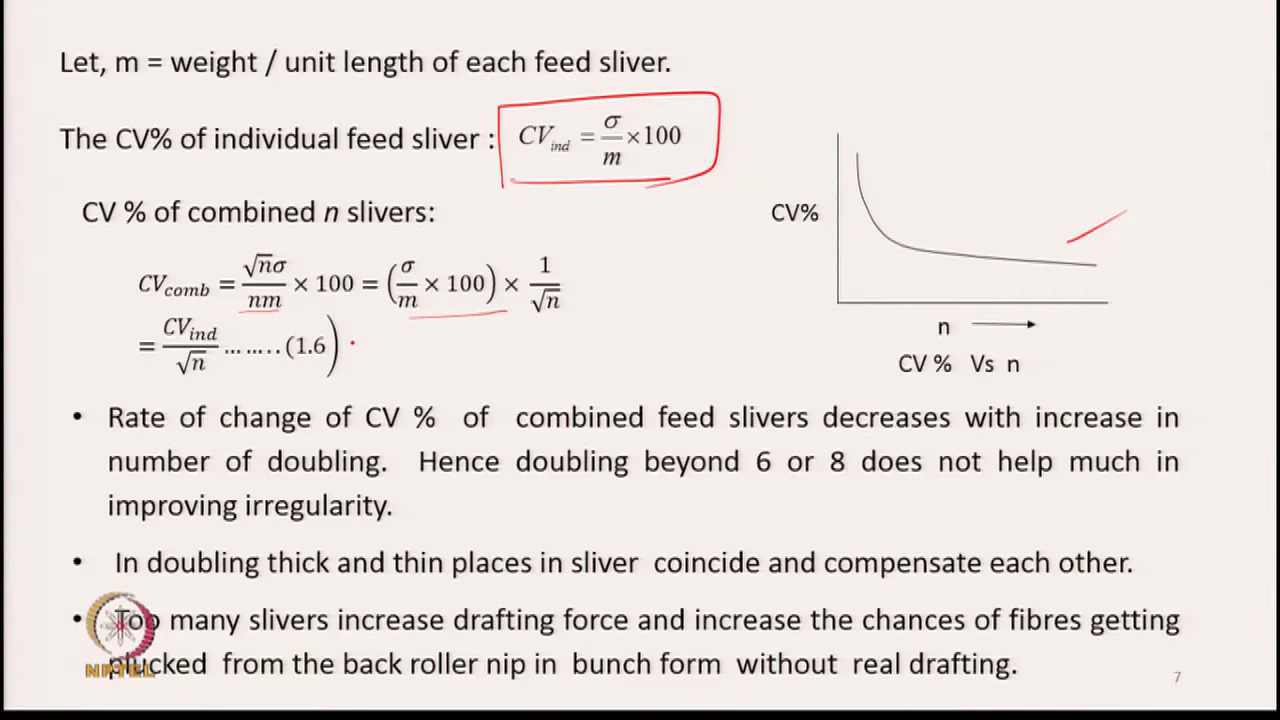 Let, m = weight / unit length of each feed sliver.
The CV% of individual feed sliver : CV_ind = σ/m ×100
CV % of combined n slivers:
CV_comb = √nσ/nm × 100 = (σ/m × 100) × 1/√n
= CV_ind/√n ........(1.6)
CV%
n
CV % Vs n
• Rate of change of CV % of combined feed slivers decreases with increase in
number of doubling. Hence doubling beyond 6 or 8 does not help much in
improving irregularity.
• In doubling thick and thin places in sliver coincide and compensate each other.
• Too many slivers increase drafting force and increase the chances of fibres getting
plucked from the back roller nip in bunch form without real drafting.
NPTEL
7